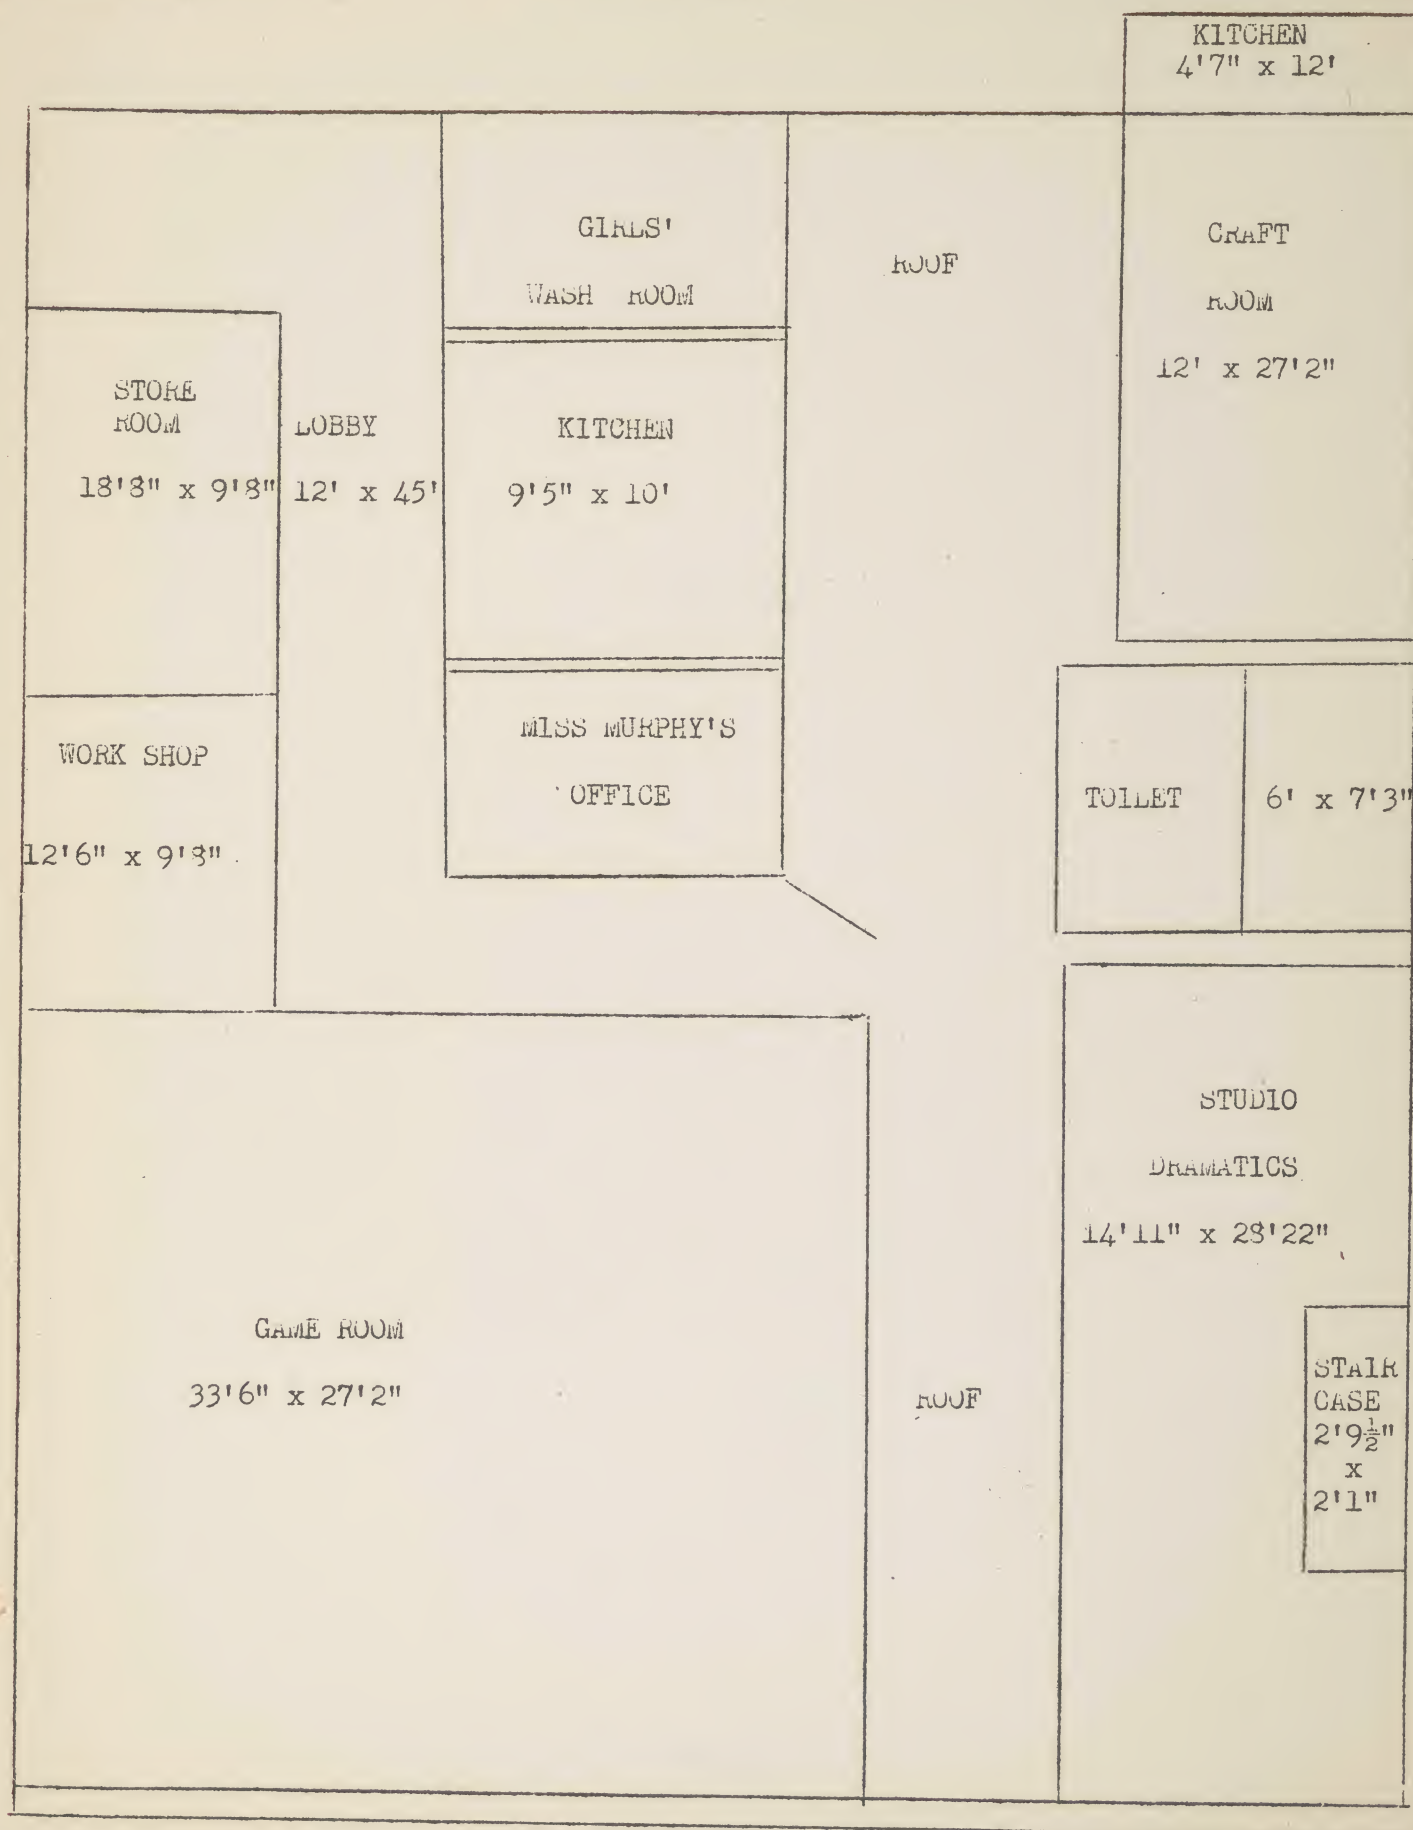 KITCHEN
4'7" x 12'
GIRLS'
WASH ROOM
ROOF
CRAFT
ROOM
12' x 27'2"
STORE
ROOM
18'8" x 9'8"
LOBBY
12' x 45'
KITCHEN
9'5" x 10'
WORK SHOP
12'6" x 9'8"
MISS MURPHY'S
OFFICE
TOILET
6' x 7'3"
STUDIO
DRAMATICS
14'11" x 28'22"
GAME ROOM
33'6" x 27'2"
ROOF
STAIR
CASE
2'9½"
x
2'1"